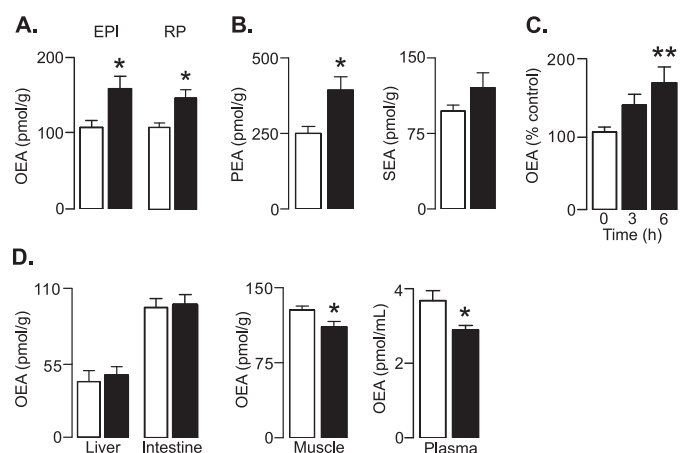 A.
EPI RP
OEA (pmol/g)
200
100
0
* *
B.
PEA (pmol/g)
500
250
0
*
SEA (pmol/g)
150
75
0
C.
OEA (% control)
200
100
0
**
0 3 6
Time (h)
D.
OEA (pmol/g)
110
55
0
Liver Intestine
OEA (pmol/g)
150
75
0
*
Muscle
OEA (pmol/mL)
4
2
0
*
Plasma